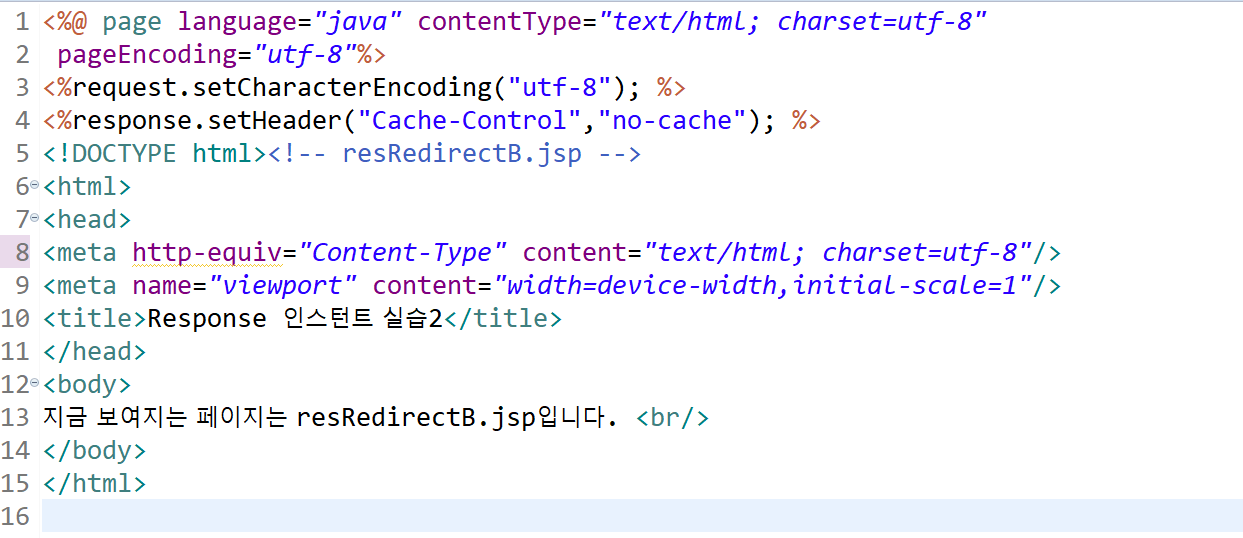 1 <%@ page language="java" contentType="text/html; charset=utf-8"
2  pageEncoding="utf-8"%>
3 <%request.setCharacterEncoding("utf-8"); %>
4 <%response.setHeader("Cache-Control","no-cache"); %>
5 <!DOCTYPE html><!-- resRedirectB.jsp -->
6 <html>
7 <head>
8 <meta http-equiv="Content-Type" content="text/html; charset=utf-8"/>
9 <meta name="viewport" content="width=device-width,initial-scale=1"/>
10 <title>Response 인스턴트 실습2</title>
11 </head>
12 <body>
13 지금 보여지는 페이지는 resRedirectB.jsp입니다. <br/>
14 </body>
15 </html>
16